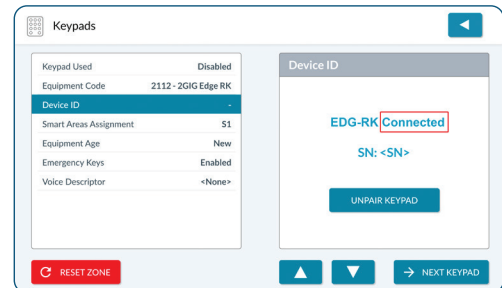 Keypads
Keypad Used Disabled
Equipment Code 2112 - 2GIG Edge RK
Device ID -
Smart Areas Assignment S1
Equipment Age New
Emergency Keys Enabled
Voice Descriptor <None>
Device ID
EDG-RK Connected
SN: <SN>
UNPAIR KEYPAD
RESET ZONE
NEXT KEYPAD